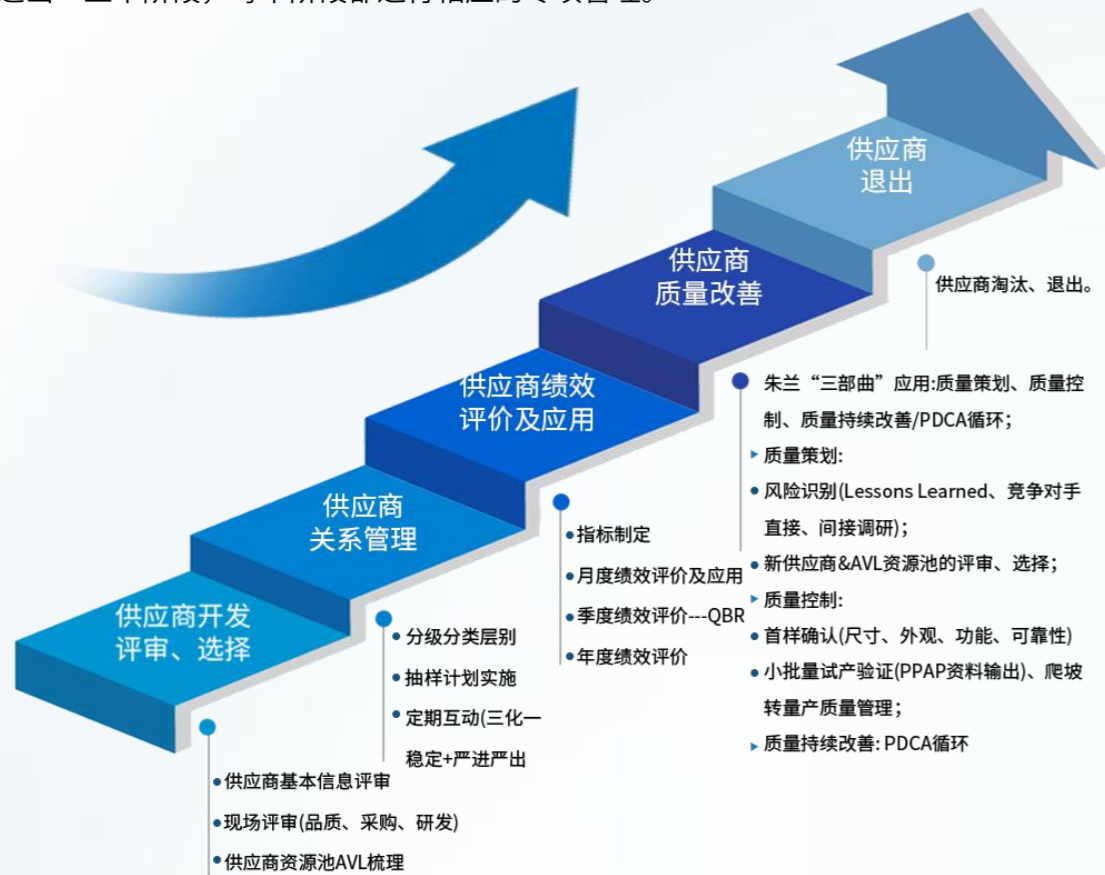 供应商
退出
供应商淘汰、退出。
供应商
质量改善
朱兰“三部曲”应用:质量策划、质量控
制、质量持续改善/PDCA循环；
质量策划:
风险识别(Lessons Learned、竞争对手
直接、间接调研)；
新供应商&AVL资源池的评审、选择；
质量控制:
首样确认(尺寸、外观、功能、可靠性)
小批量试产验证(PPAP资料输出)、爬坡
转量产质量管理；
质量持续改善: PDCA循环
供应商绩效
评价及应用
指标制定
月度绩效评价及应用
季度绩效评价---QBR
年度绩效评价
供应商
关系管理
分级分类层别
抽样计划实施
定期互动(三化一
稳定+严进严出
供应商开发
评审、选择
供应商基本信息评审
现场评审(品质、采购、研发)
供应商资源池AVL梳理